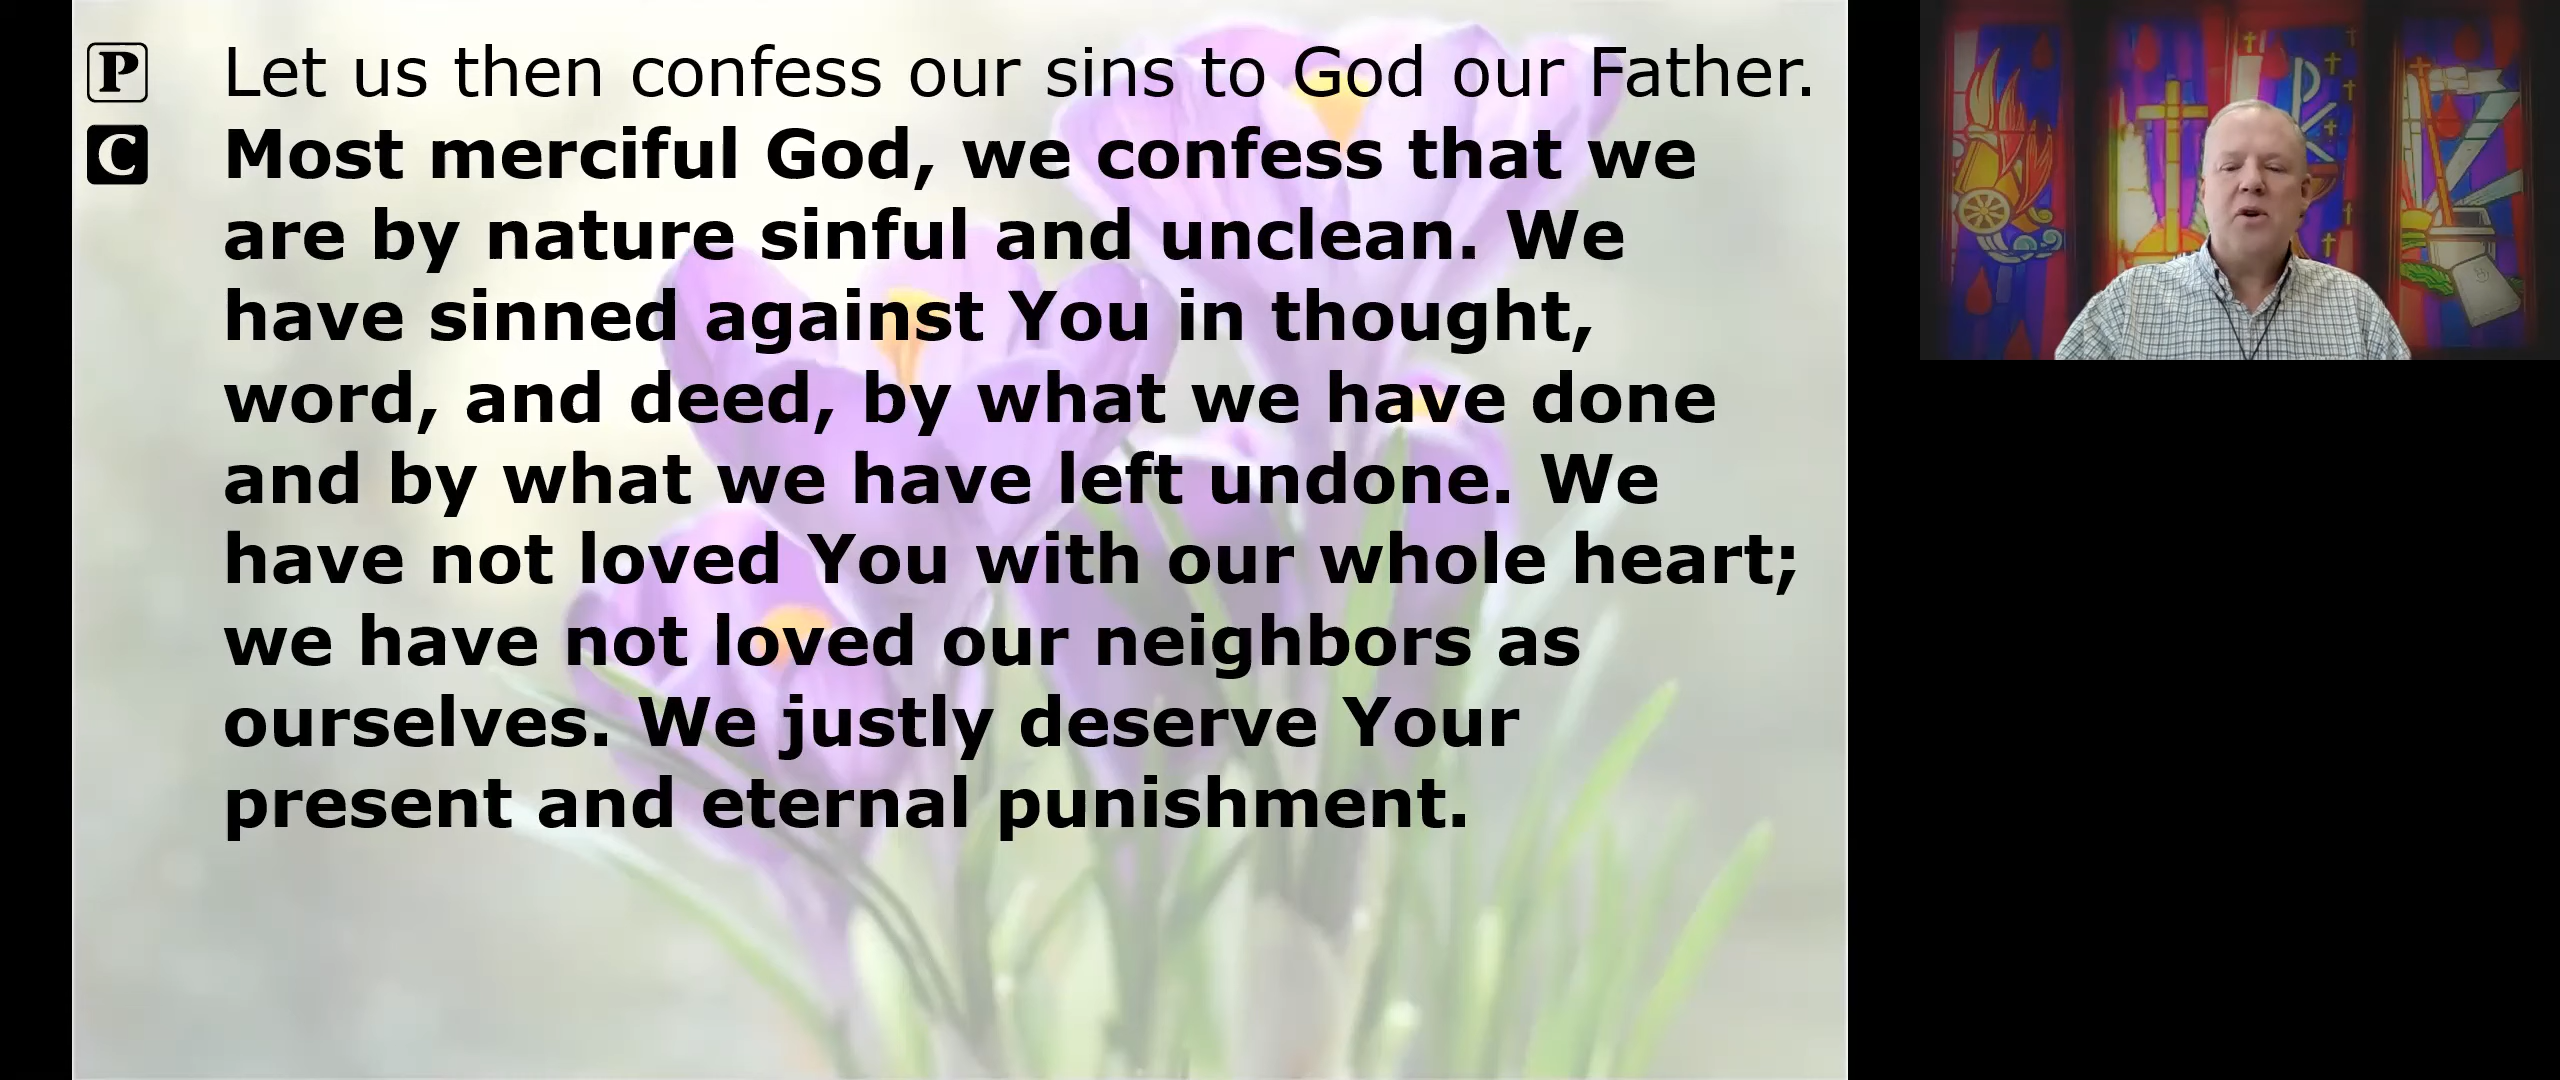 P Let us then confess our sins to God our Father.
C Most merciful God, we confess that we
are by nature sinful and unclean. We
have sinned against You in thought,
word, and deed, by what we have done
and by what we have left undone. We
have not loved You with our whole heart;
we have not loved our neighbors as
ourselves. We justly deserve Your
present and eternal punishment.